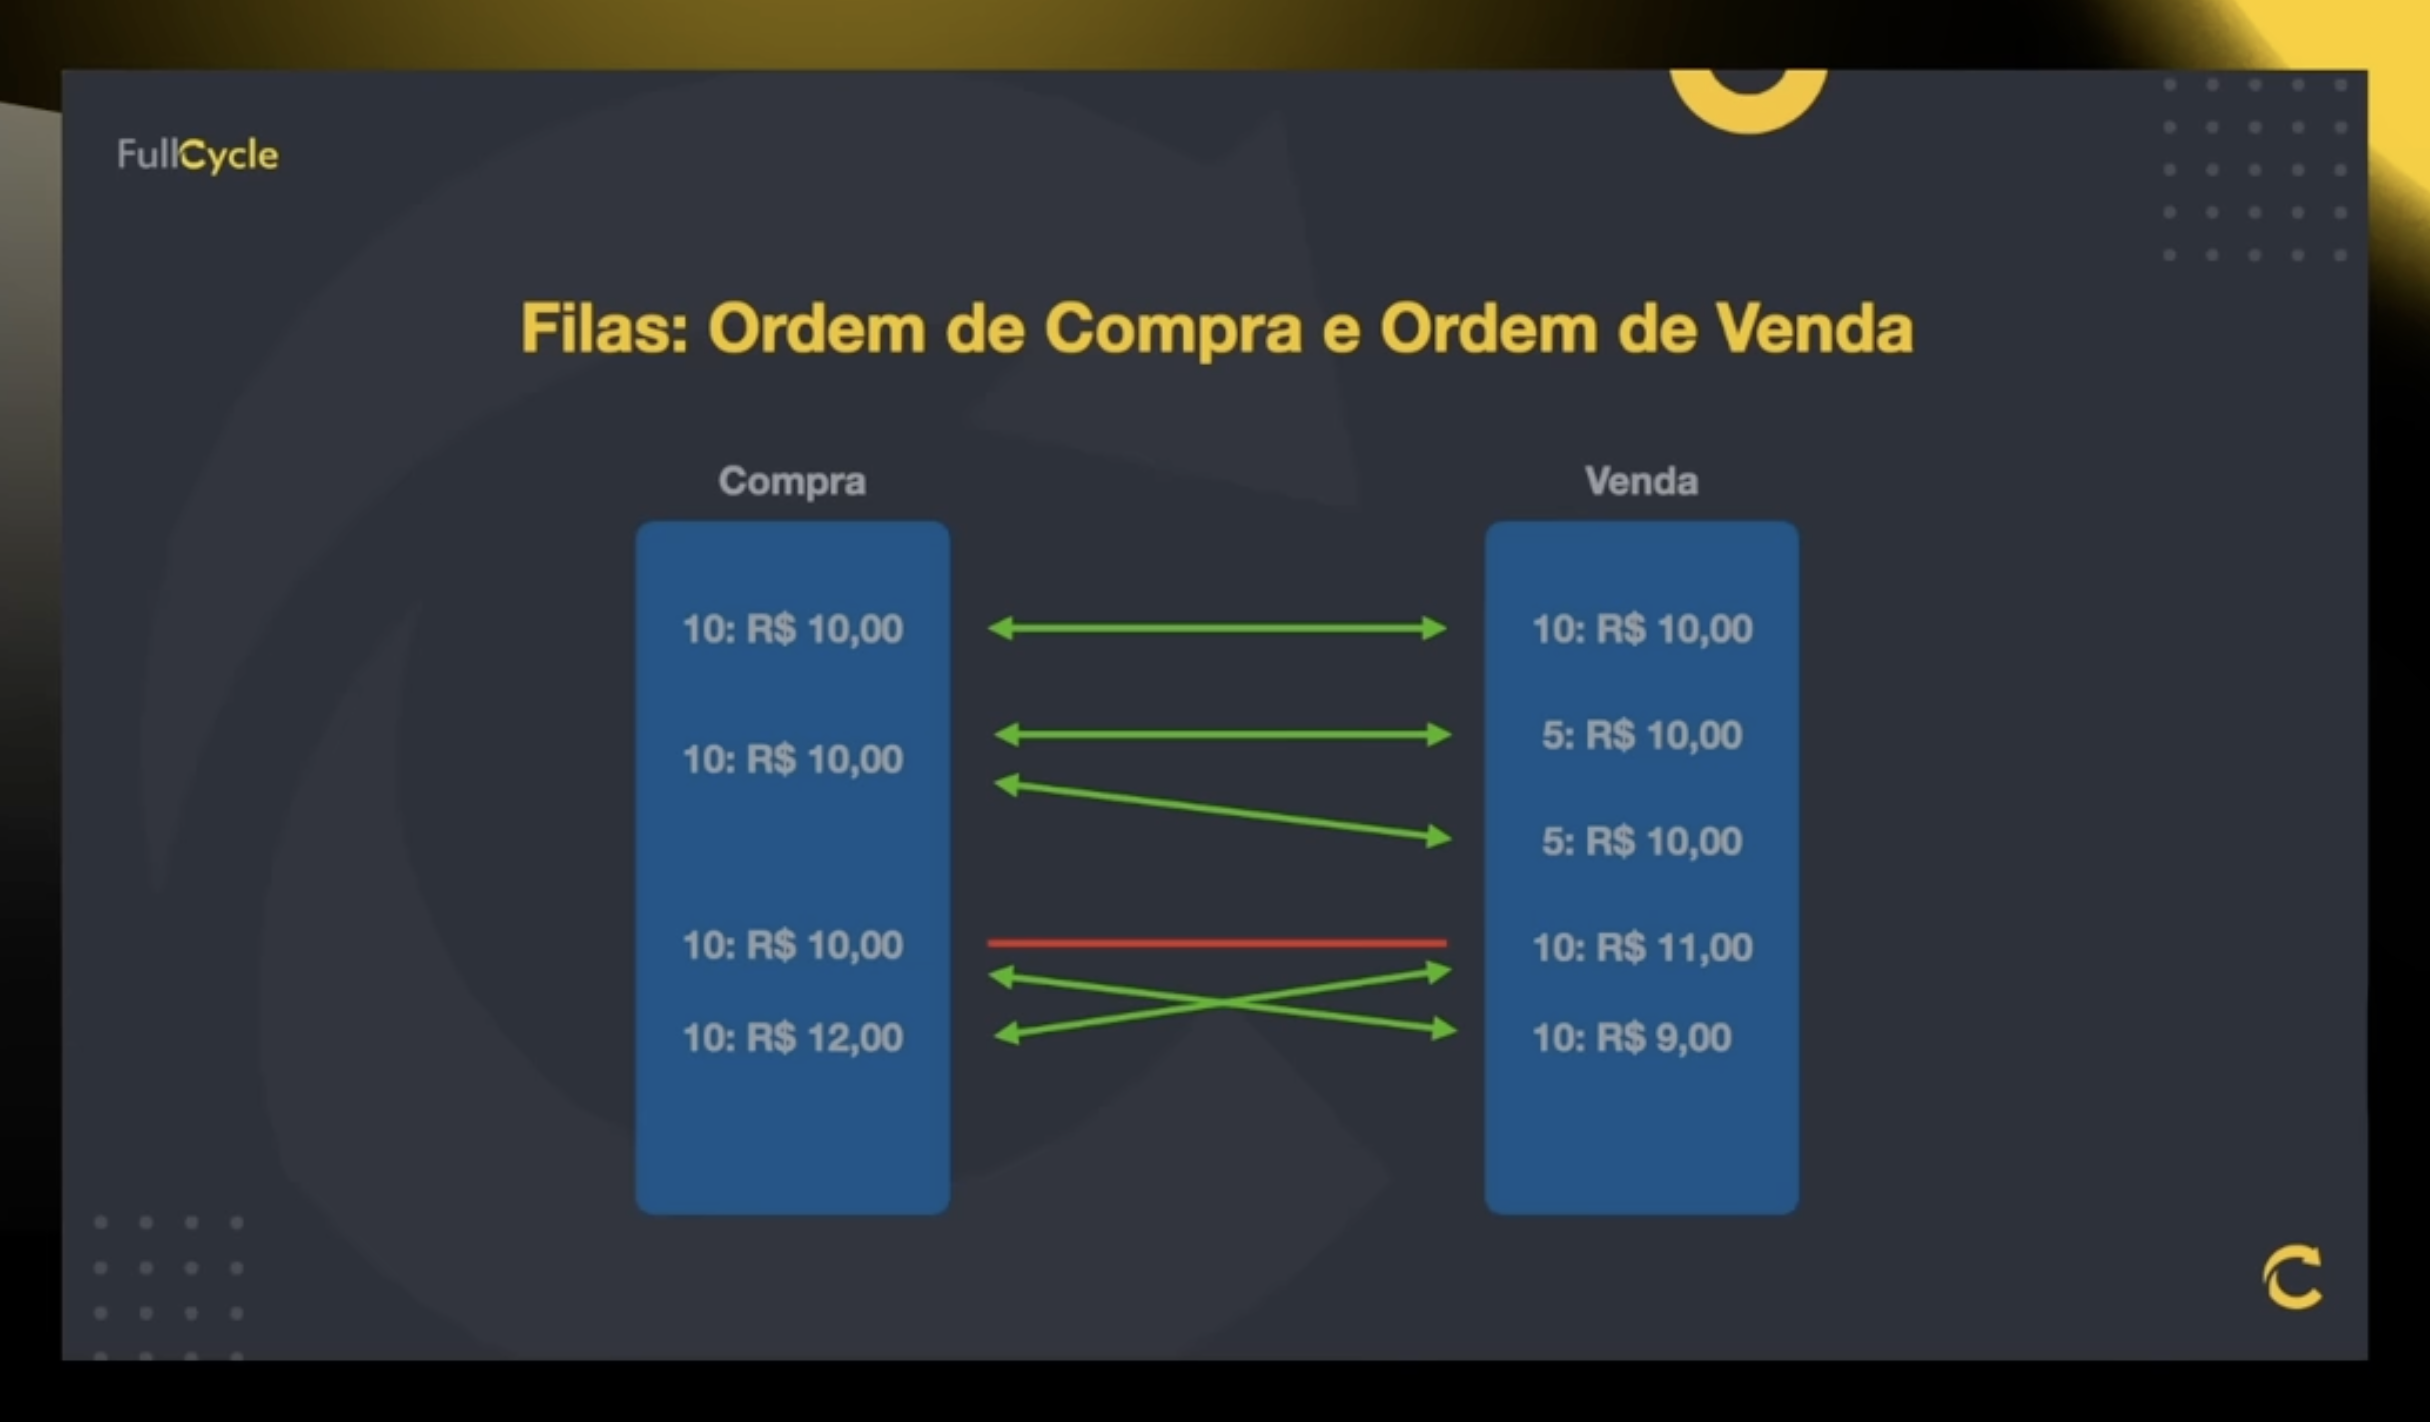 FullCycle
Filas: Ordem de Compra e Ordem de Venda
Compra
Venda
10: R$ 10,00
10: R$ 10,00
10: R$ 10,00
5: R$ 10,00
5: R$ 10,00
10: R$ 10,00
10: R$ 11,00
10: R$ 12,00
10: R$ 9,00